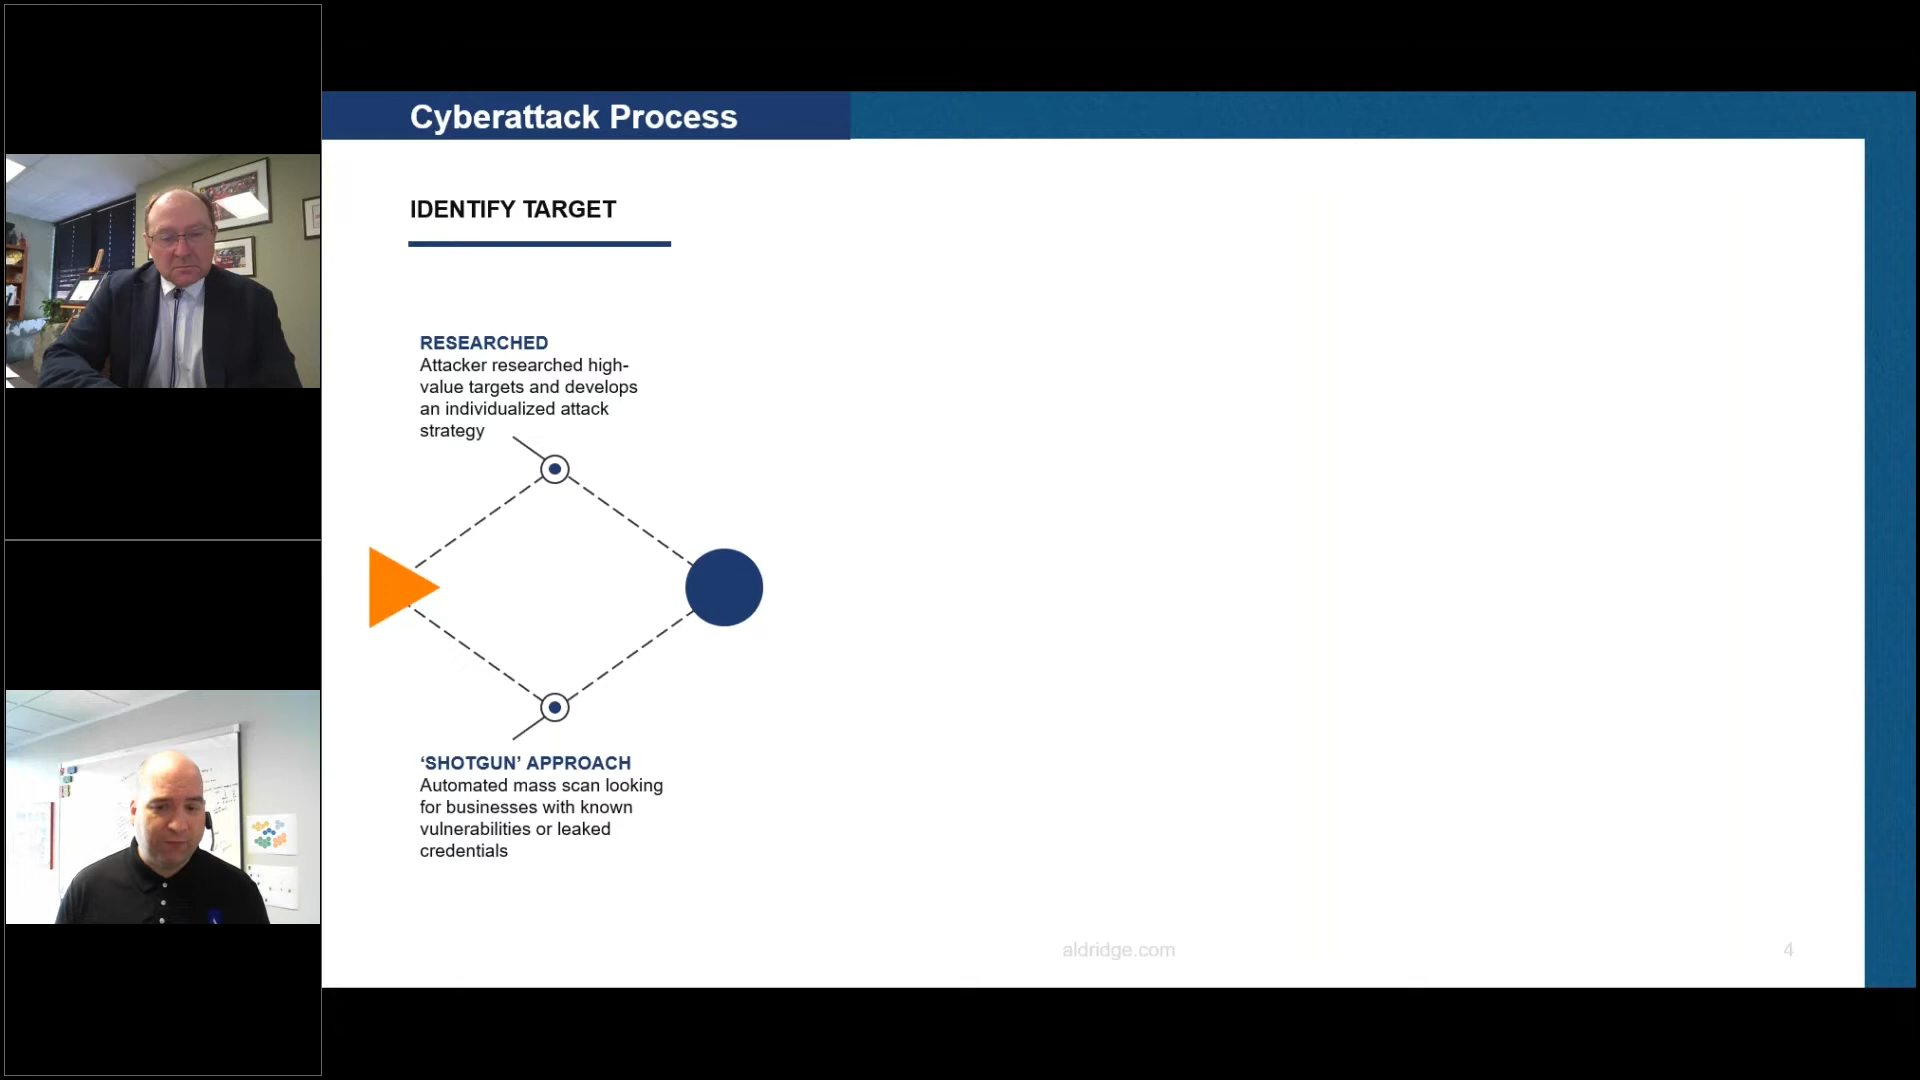 Cyberattack Process
IDENTIFY TARGET
RESEARCHED
Attacker researched high-
value targets and develops
an individualized attack
strategy
‘SHOTGUN’ APPROACH
Automated mass scan looking
for businesses with known
vulnerabilities or leaked
credentials
aldridge.com
4